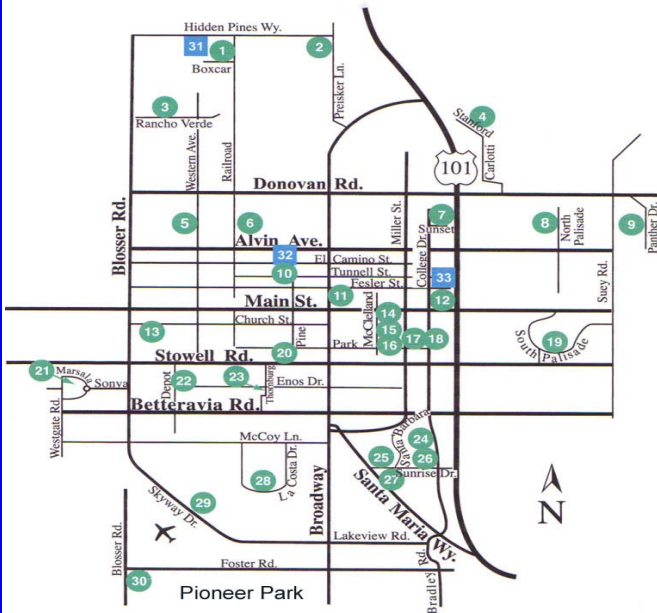 Hidden Pines Wy.
31
1
2
Boxcar
Preisker Ln.
3
Rancho Verde
4
Stanford
Carlotti
101
Western Ave.
Railroad
Donovan Rd.
Blosser Rd.
5
6
Miller St.
7
Sunset
8
North Palisade
9
Panther Dr.
Alvin Ave.
College Dr.
32
El Camino St.
10
Tunnell St.
Fesler St.
33
Suey Rd.
11
12
Main St.
McClelland
14
Church St.
13
Pine
15
Park
16
17
18
South Palisade
19
20
Stowell Rd.
21
Marsala
Sonya
Depot
22
23
Thornburg
Enos Dr.
Westgate Rd.
Betteravia Rd.
McCoy Ln.
Santa Barbara
24
25
26
Sunrise Dr.
27
28
La Costa Dr.
Santa Maria Wy.
29
Skyway Dr.
Broadway
N
Lakeview Rd.
Blosser Rd.
Foster Rd.
30
Pioneer Park
Bradley Rd.